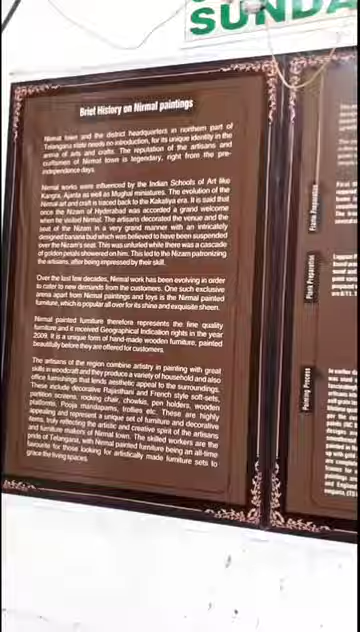 SUNDA
Brief History on Nirmal paintings
Nirmal town and the district headquarters in northern part of
Telangana state needs no introduction, for its unique identity in the
arena of arts and crafts. The reputation of the artisans and
craftsmen of Nirmal town is legendary, right from the pre-
independence days.
Nirmal works were influenced by the Indian Schools of Art like
Kangra, Ajanta as well as Mughal miniatures. The evolution of the
Nirmal art and craft is traced back to the Kakatiya era. It is said that
once the Nizam of Hyderabad was accorded a grand welcome
when he visited Nirmal. The artisans decorated the venue and the
seat of the Nizam in a very grand manner with an intricately
designed banana bud which was believed to have been suspended
over the Nizam's seat. This was unfurled while there was a cascade
of golden petals showered on him. This led to the Nizam patronizing
the artisans, after being impressed by their skill.
Over the last few decades, Nirmal work has been evolving in order
to cater to new demands from the customers. One such exclusive
arena apart from Nirmal paintings and toys is the Nirmal painted
furniture, which is popular all over for its shine and exquisite sheen.
Nirmal painted furniture therefore represents the fine quality
furniture and it received Geographical Indication rights in the year
2009. It is a unique form of hand-made wooden furniture, painted
beautifully before they are offered for customers.
The artisans of the region combine artistry in painting with great
skills in woodcraft and they produce a variety of household and also
office furnishings that lends aesthetic appeal to the surroundings.
These include decorative Rajasthani and French style soft-sets,
partition screens, rocking chair, chowkis, pen holders, wooden
platforms, Pooja mandapams, trollies etc. These are highly
appealing and represent a unique set of furniture and decorative
items, truly reflecting the artistic and creative spirit of the artisans
and furniture makers of Nirmal town. The skilled workers are the
pride of Telangana, with Nirmal painted furniture being an all-time
favourite for those looking for artistically made furniture sets to
grace the living spaces.
Plank Preparation
Painting Process